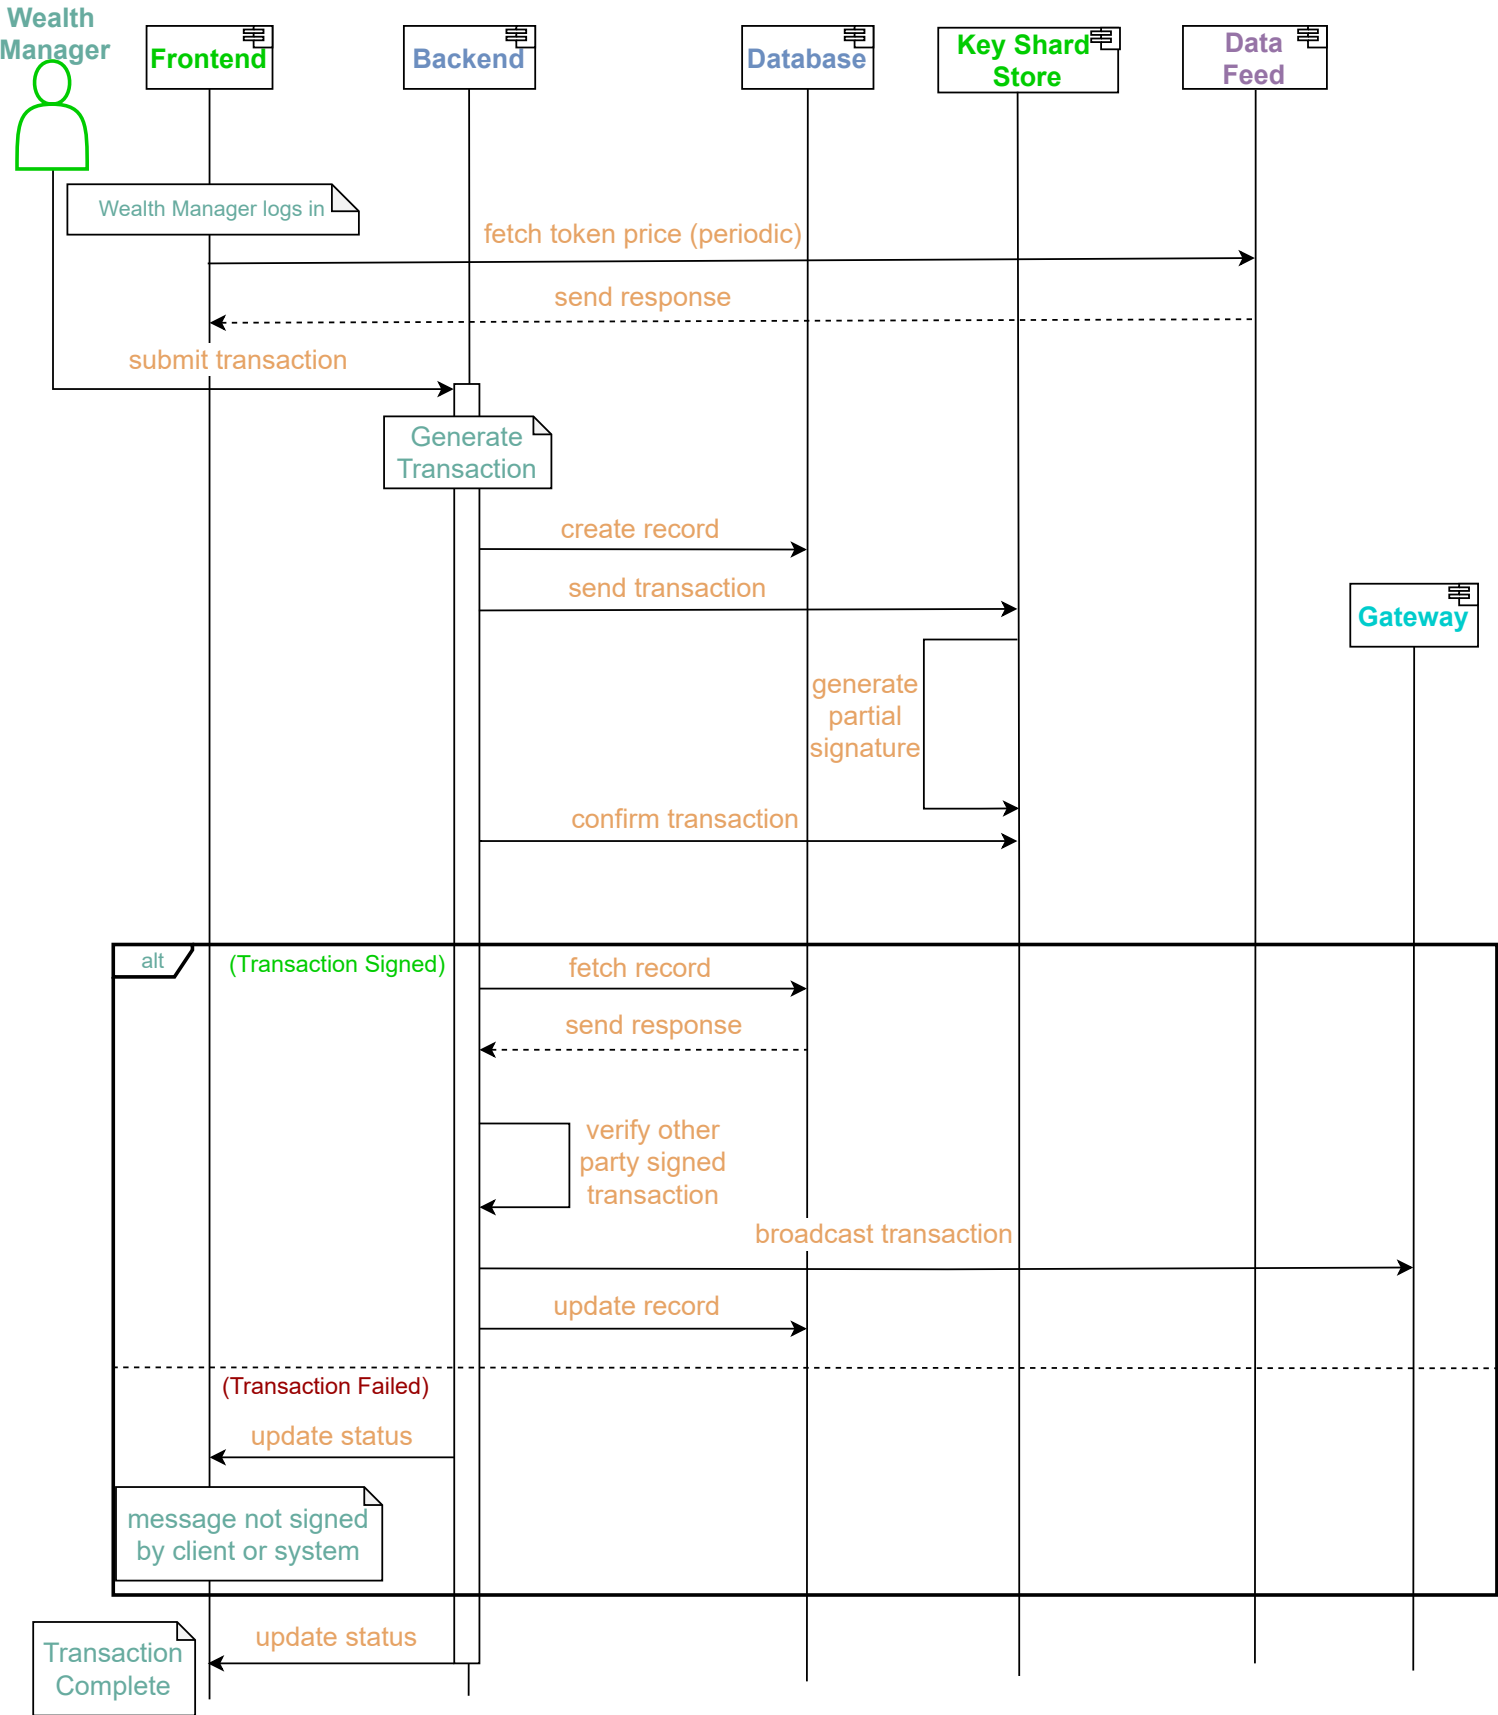 Wealth
Manager
Frontend
Backend
Database
Key Shard
Store
Data
Feed
Wealth Manager logs in
fetch token price (periodic)
send response
submit transaction
Generate
Transaction
create record
send transaction
Gateway
generate
partial
signature
confirm transaction
alt
(Transaction Signed)
fetch record
send response
verify other
party signed
transaction
broadcast transaction
update record
(Transaction Failed)
update status
message not signed
by client or system
update status
Transaction
Complete